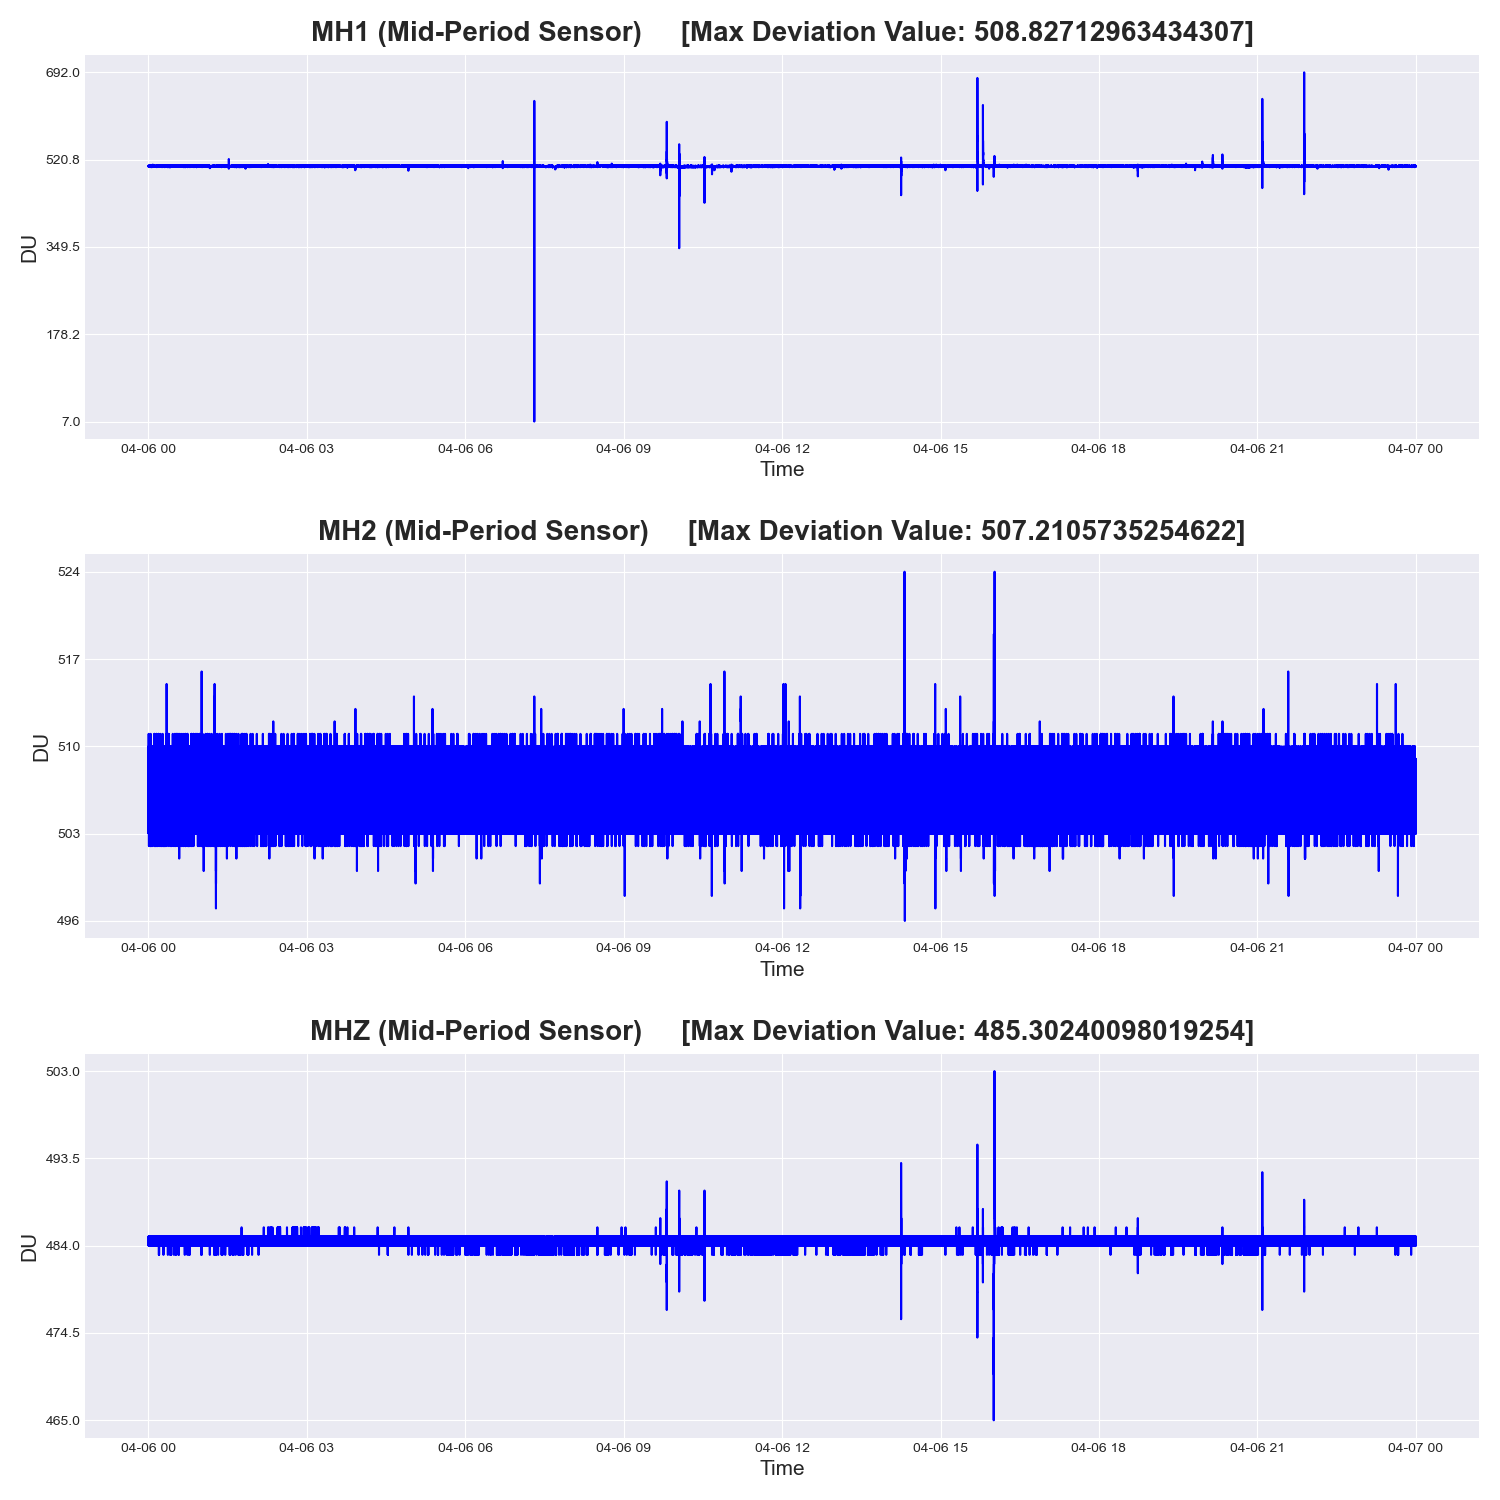 MH1 (Mid-Period Sensor) [Max Deviation Value: 508.82712963434307]
692.0
520.8
349.5
178.2
7.0
DU
04-06 00 04-06 03 04-06 06 04-06 09 04-06 12 04-06 15 04-06 18 04-06 21 04-07 00
Time
MH2 (Mid-Period Sensor) [Max Deviation Value: 507.2105735254622]
524
517
510
503
496
DU
04-06 00 04-06 03 04-06 06 04-06 09 04-06 12 04-06 15 04-06 18 04-06 21 04-07 00
Time
MHZ (Mid-Period Sensor) [Max Deviation Value: 485.30240098019254]
503.0
493.5
484.0
474.5
465.0
DU
04-06 00 04-06 03 04-06 06 04-06 09 04-06 12 04-06 15 04-06 18 04-06 21 04-07 00
Time